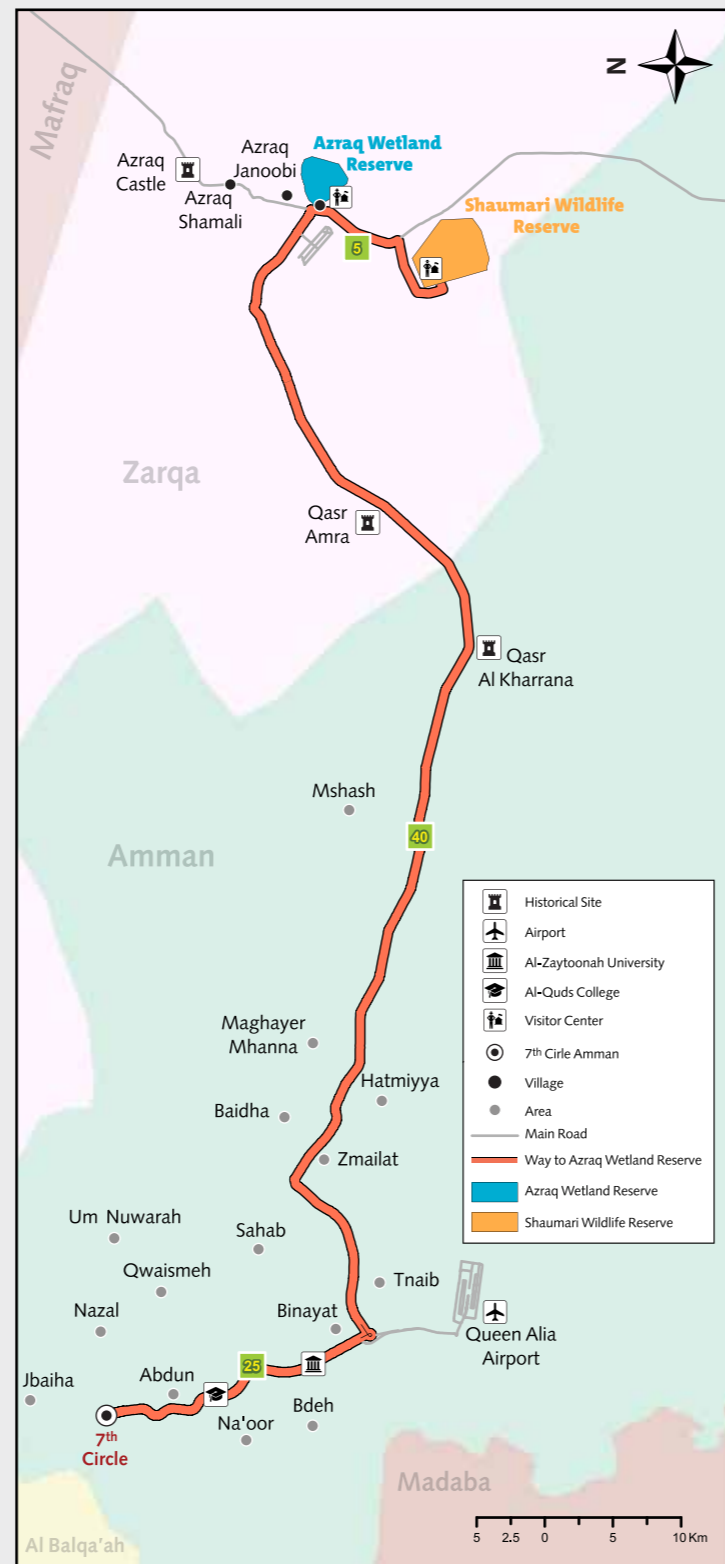 N
Mafraq
Azraq
Castle
Azraq
Shamali
Azraq
Janoobi
Azraq Wetland
Reserve
Shaumari Wildlife
Reserve
5
Zarqa
Qasr
Amra
Qasr
Al Kharrana
Mshash
40
Amman
Historical Site
Airport
Al-Zaytoonah University
Al-Quds College
Visitor Center
7th Cirle Amman
Village
Area
Main Road
Way to Azraq Wetland Reserve
Azraq Wetland Reserve
Shaumari Wildlife Reserve
Maghayer
Mhanna
Hatmiyya
Baidha
Zmailat
Um Nuwarah
Sahab
Qwaismeh
Tnaib
Nazal
Binayat
Queen Alia
Airport
25
Jbaiha
Abdun
Na'oor
Bdeh
7th
Circle
Madaba
Al Balqa'ah
5 2.5 0 5 10 Km